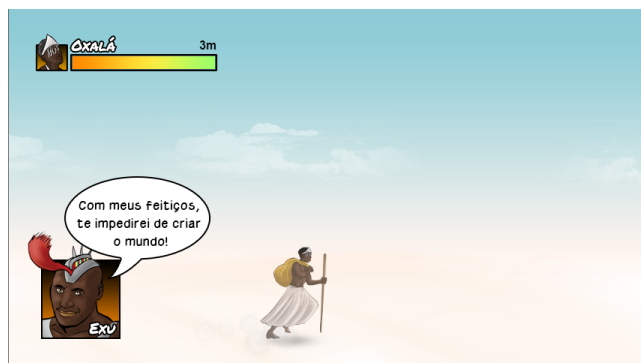 Oxalá
3m
Com meus feitiços,
te impedirei de criar
o mundo!
Exu